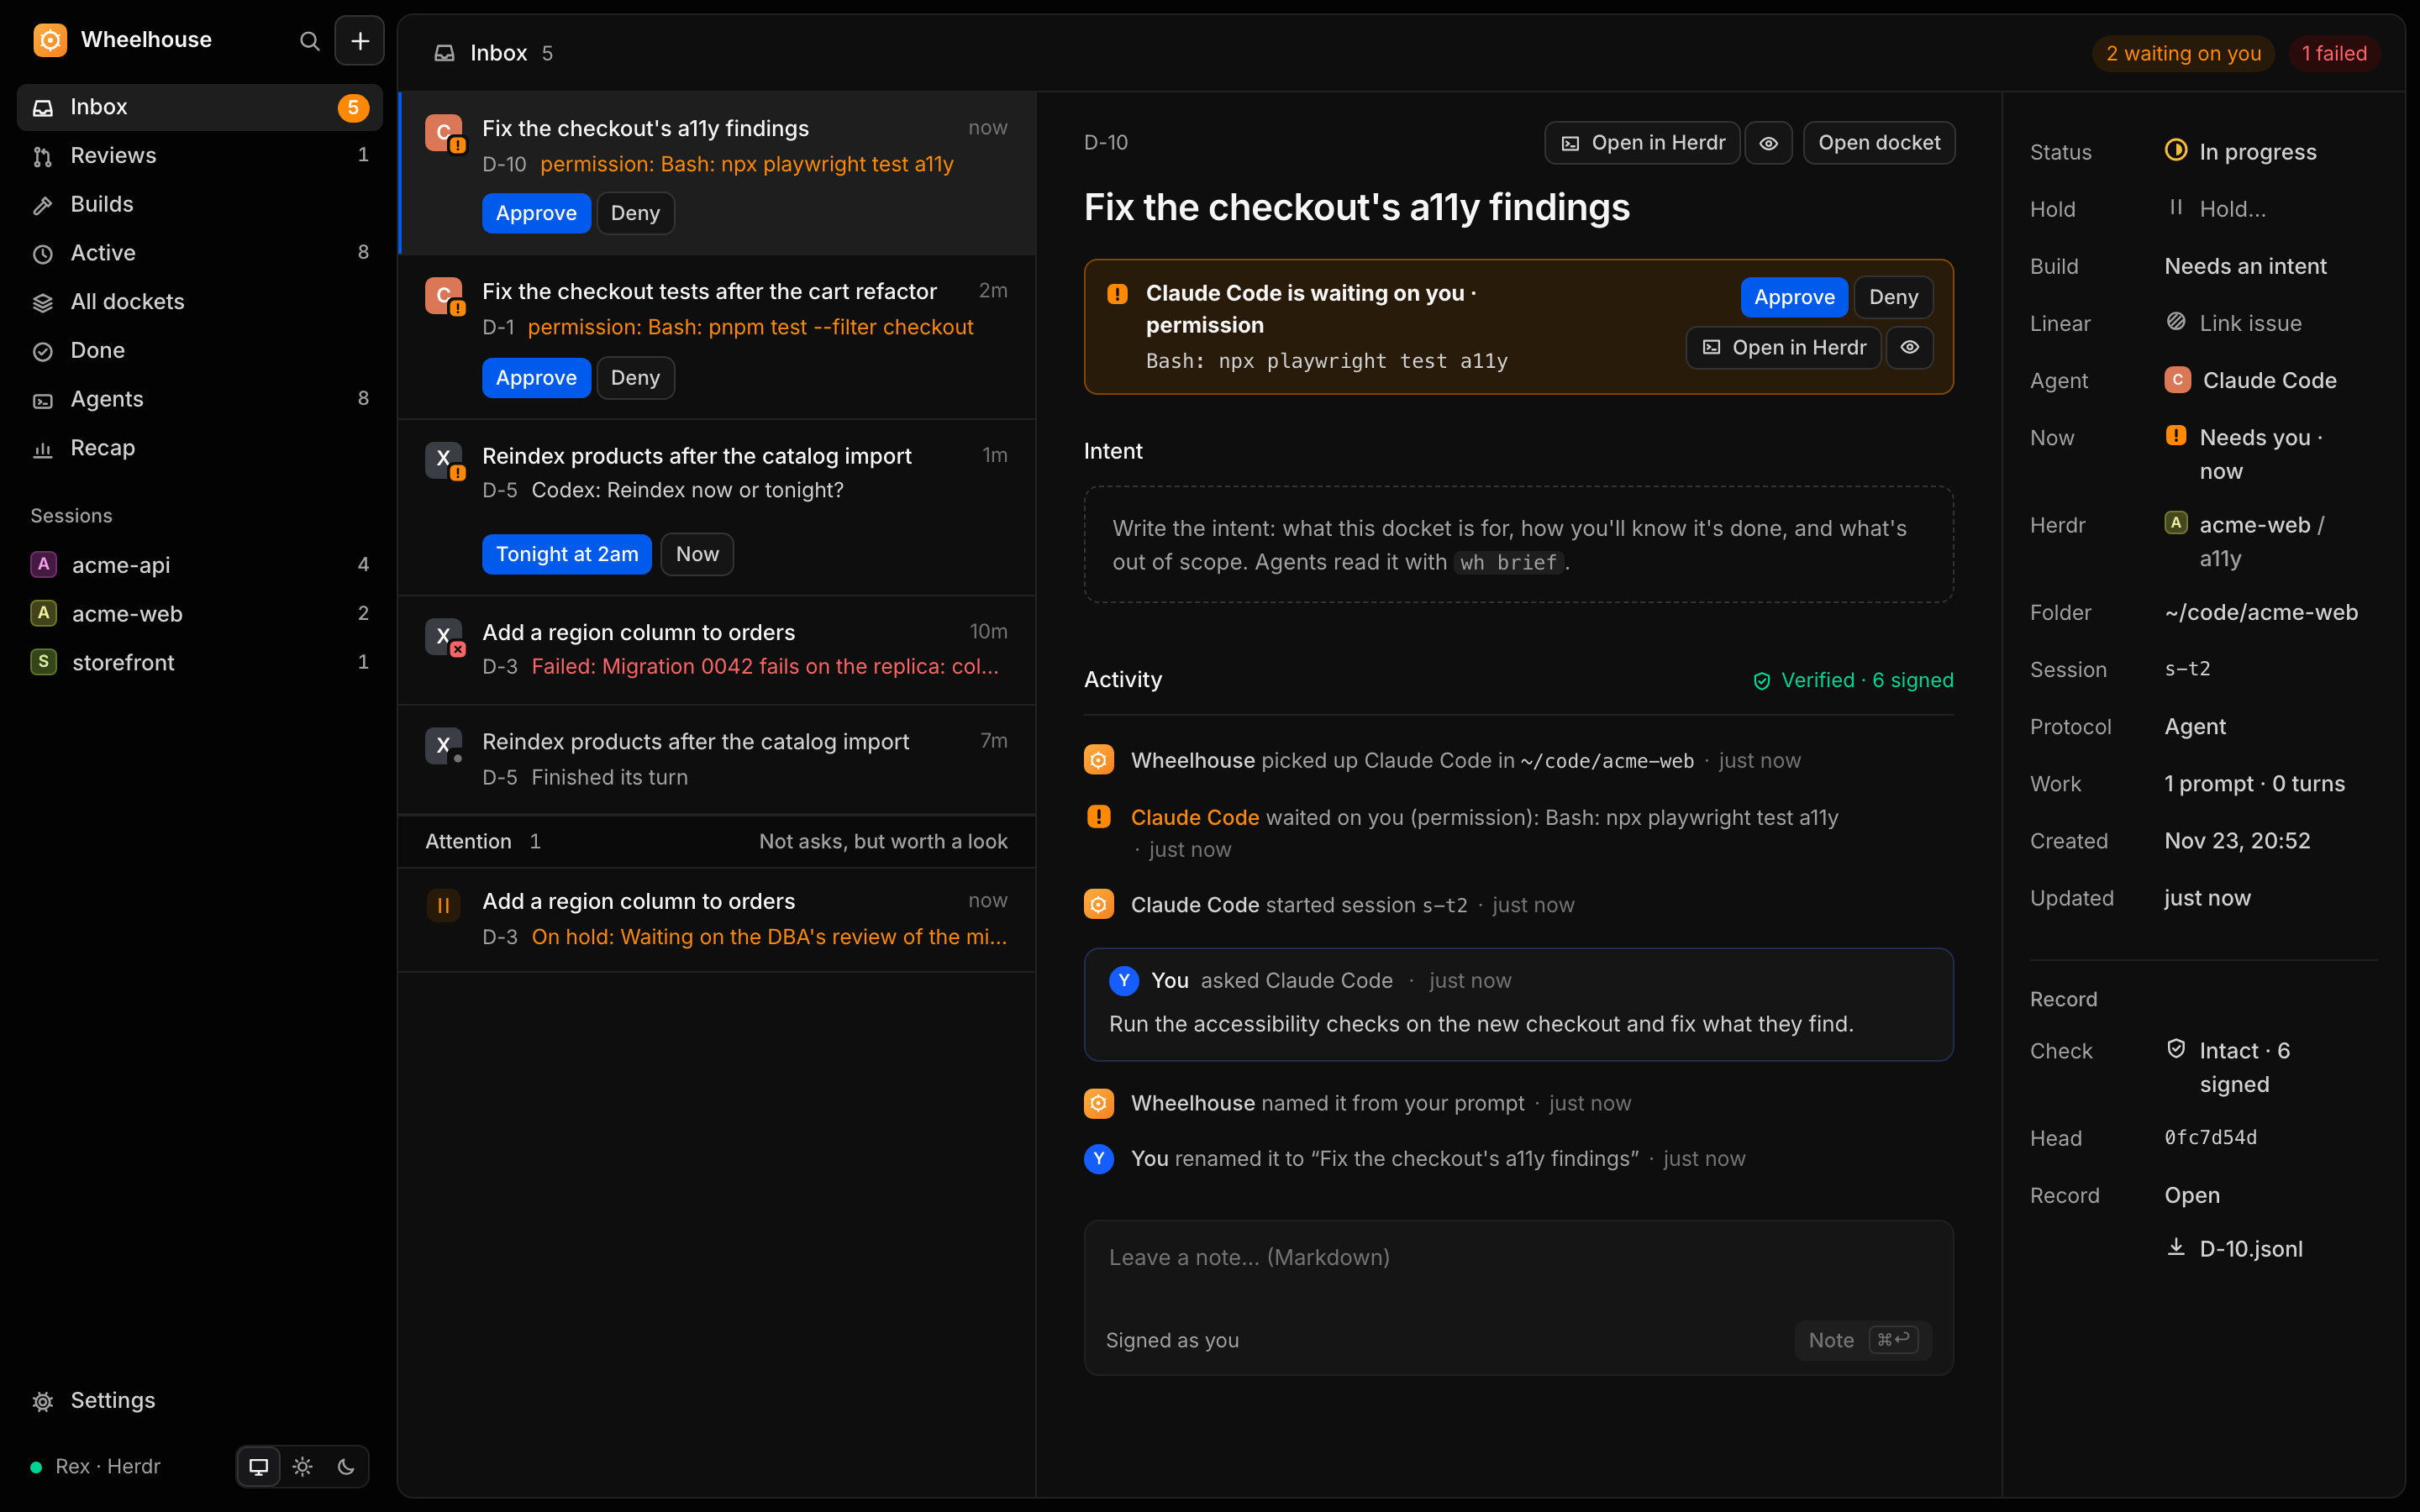 Wheelhouse
Inbox 5
Reviews 1
Builds
Active 8
All dockets
Done
Agents 8
Recap
Sessions
A acme-api 4
A acme-web 2
S storefront 1
Settings
Rex · Herdr
Inbox 5
2 waiting on you
1 failed
C
Fix the checkout's a11y findings now
D-10 permission: Bash: npx playwright test a11y
Approve Deny
C
Fix the checkout tests after the cart refactor 2m
D-1 permission: Bash: pnpm test --filter checkout
Approve Deny
X
Reindex products after the catalog import 1m
D-5 Codex: Reindex now or tonight?
Tonight at 2am Now
X
Add a region column to orders 10m
D-3 Failed: Migration 0042 fails on the replica: col...
X
Reindex products after the catalog import 7m
D-5 Finished its turn
Attention 1 Not asks, but worth a look
Add a region column to orders now
D-3 On hold: Waiting on the DBA's review of the mi...
D-10
Open in Herdr
Open docket
Fix the checkout's a11y findings
Claude Code is waiting on you ·
permission
Bash: npx playwright test a11y
Approve Deny
Open in Herdr
Intent
Write the intent: what this docket is for, how you'll know it's done, and what's
out of scope. Agents read it with wh brief.
Activity
Verified · 6 signed
Wheelhouse picked up Claude Code in ~/code/acme-web · just now
Claude Code waited on you (permission): Bash: npx playwright test a11y
· just now
Claude Code started session s-t2 · just now
Y You asked Claude Code · just now
Run the accessibility checks on the new checkout and fix what they find.
Wheelhouse named it from your prompt · just now
Y You renamed it to “Fix the checkout's a11y findings” · just now
Leave a note... (Markdown)
Signed as you
Note ⌘↩
Status In progress
Hold Hold...
Build Needs an intent
Linear Link issue
Agent C Claude Code
Now Needs you ·
now
Herdr A acme-web /
a11y
Folder ~/code/acme-web
Session s-t2
Protocol Agent
Work 1 prompt · 0 turns
Created Nov 23, 20:52
Updated just now
Record
Check Intact · 6
signed
Head 0fc7d54d
Record Open
D-10.jsonl